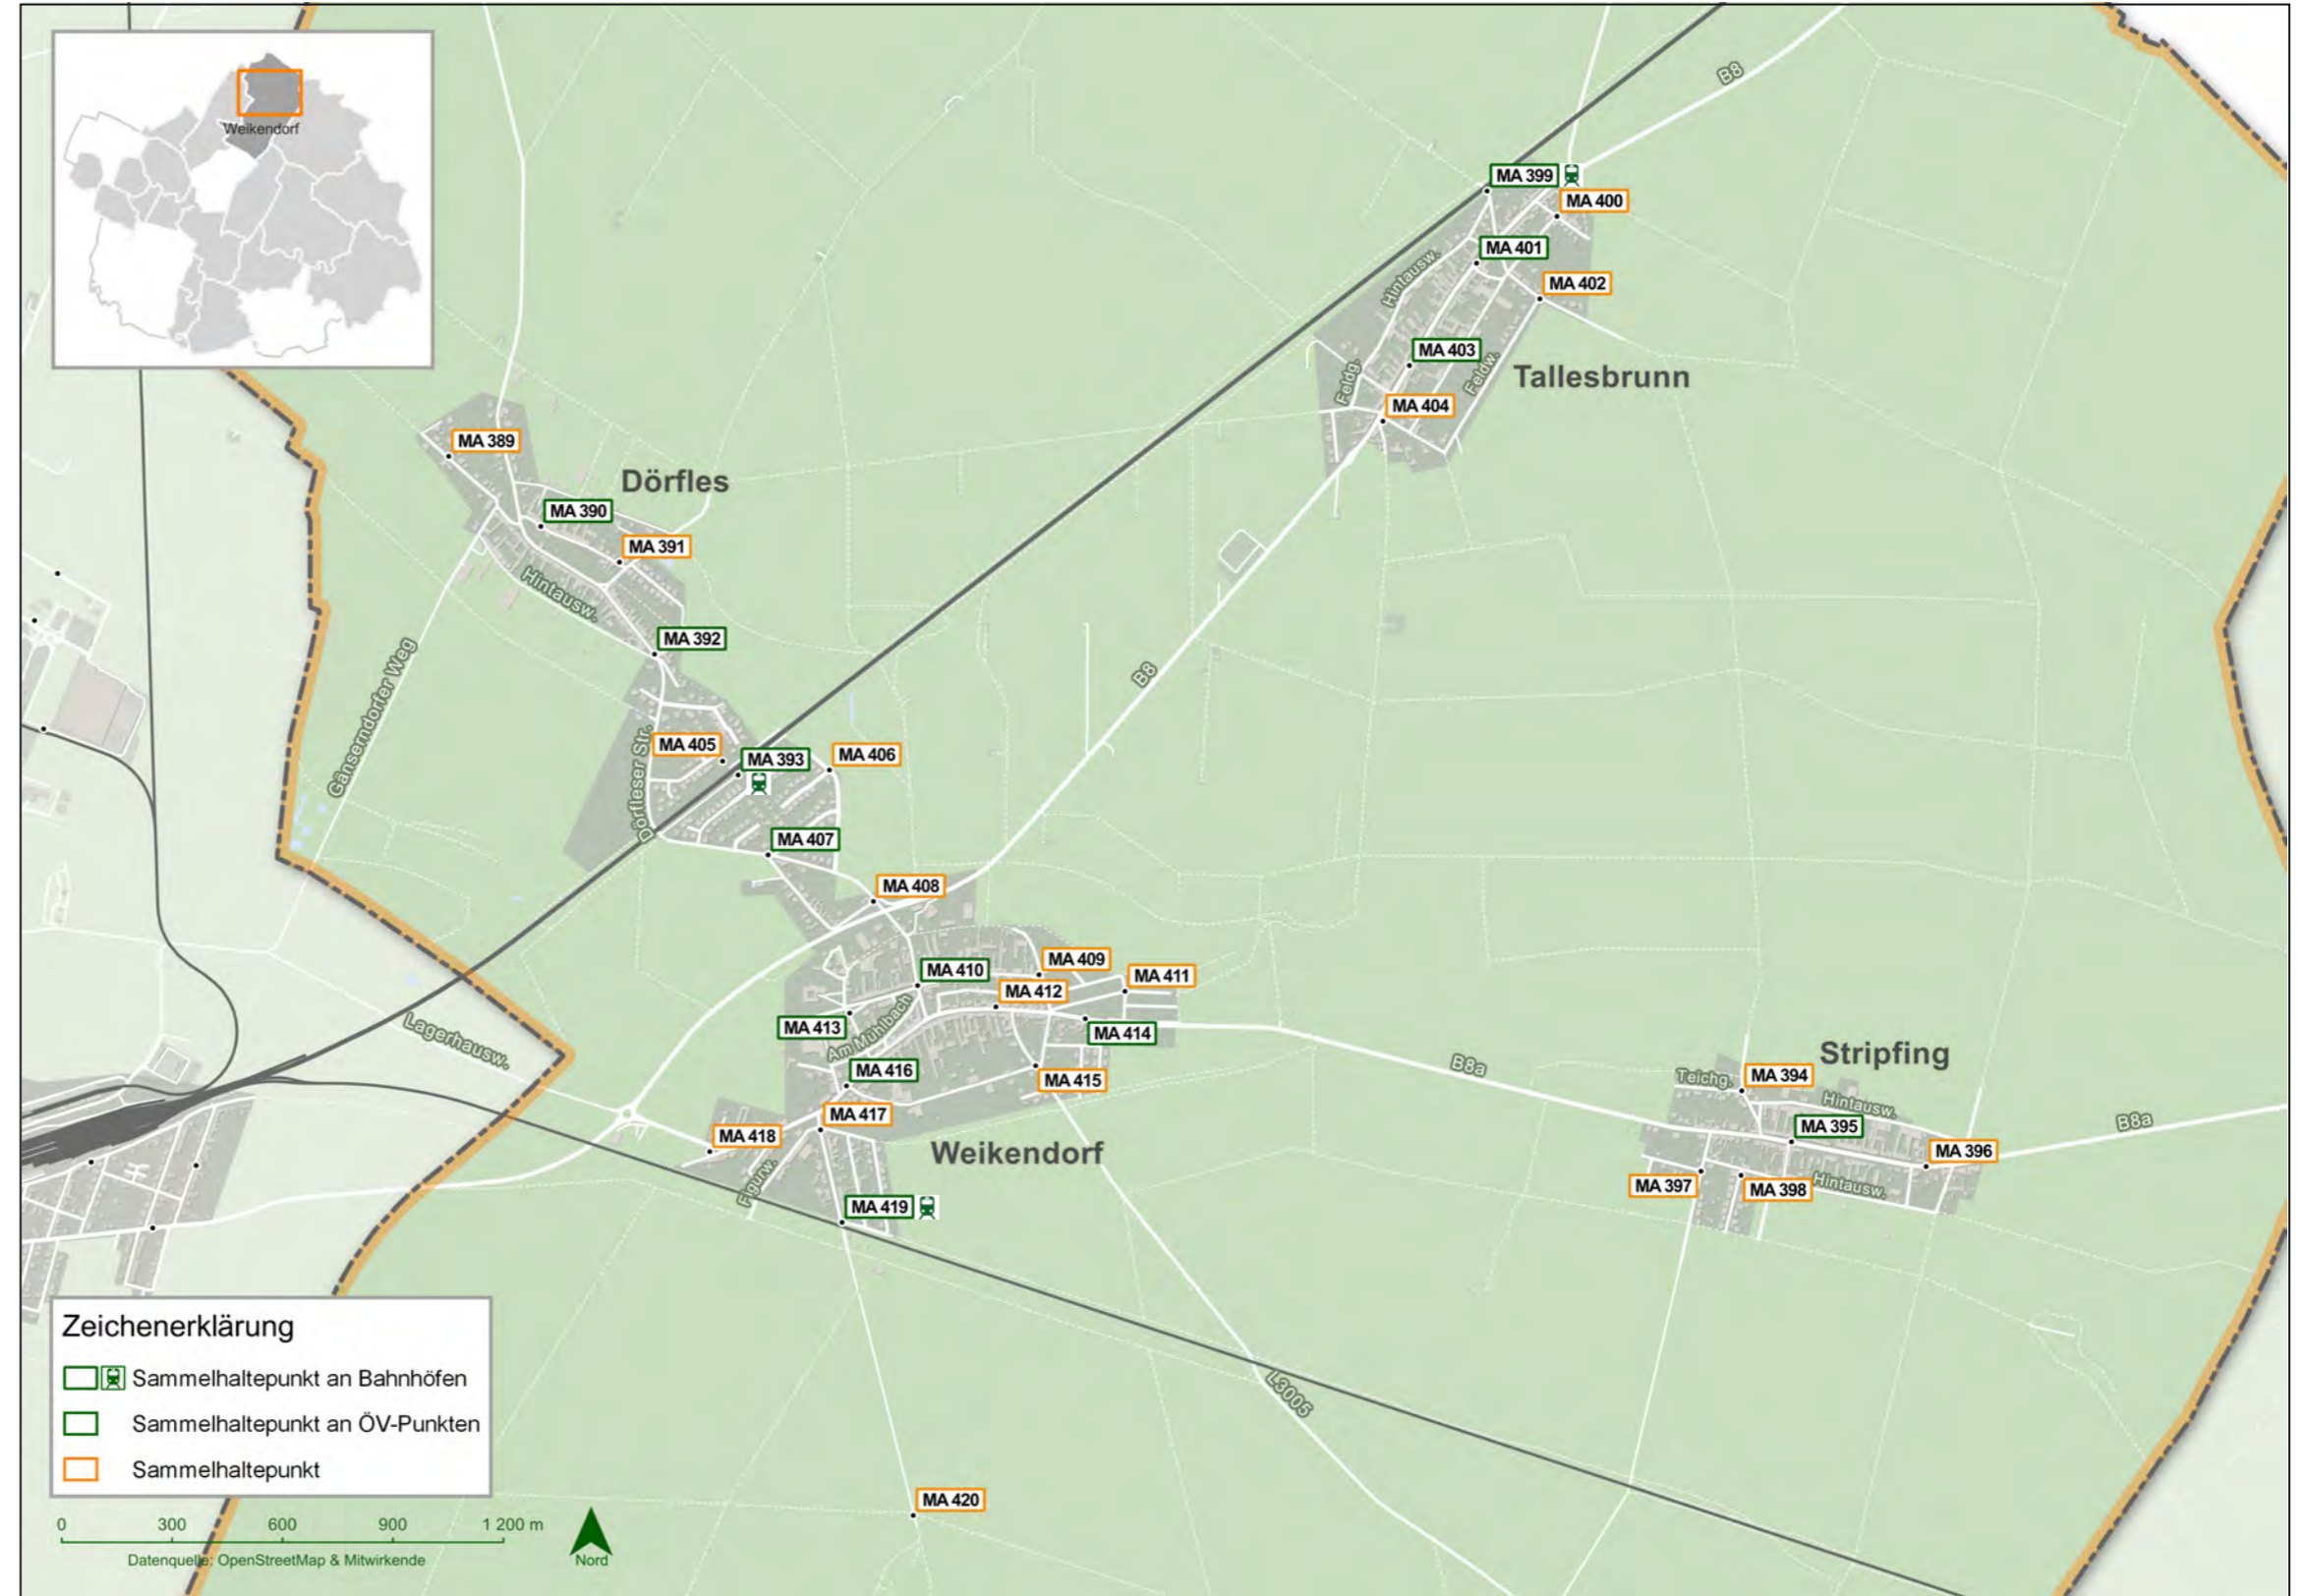 Weikendorf
B8
MA 399
MA 400
MA 401
Hintausw.
MA 402
MA 403
Feldg.
Feldw.
Tallesbrunn
MA 404
MA 389
Dörfles
MA 390
MA 391
Hintausw.
MA 392
Gänserndorfer Weg
B8
Dörfleser Str.
MA 405
MA 393
MA 406
MA 407
MA 408
MA 409
MA 410
MA 411
MA 412
MA 413
Am Mühlbach
MA 414
Lagerhausw.
MA 416
MA 415
MA 417
MA 418
Weikendorf
Figurw.
MA 419
B8a
Stripfing
Teichg.
MA 394
Hintausw.
MA 395
B8a
MA 396
MA 397
MA 398
Hintausw.
L3005
MA 420
Zeichenerklärung
Sammelhaltepunkt an Bahnhöfen
Sammelhaltepunkt an ÖV-Punkten
Sammelhaltepunkt
0 300 600 900 1 200 m
Datenquelle: OpenStreetMap & Mitwirkende
Nord